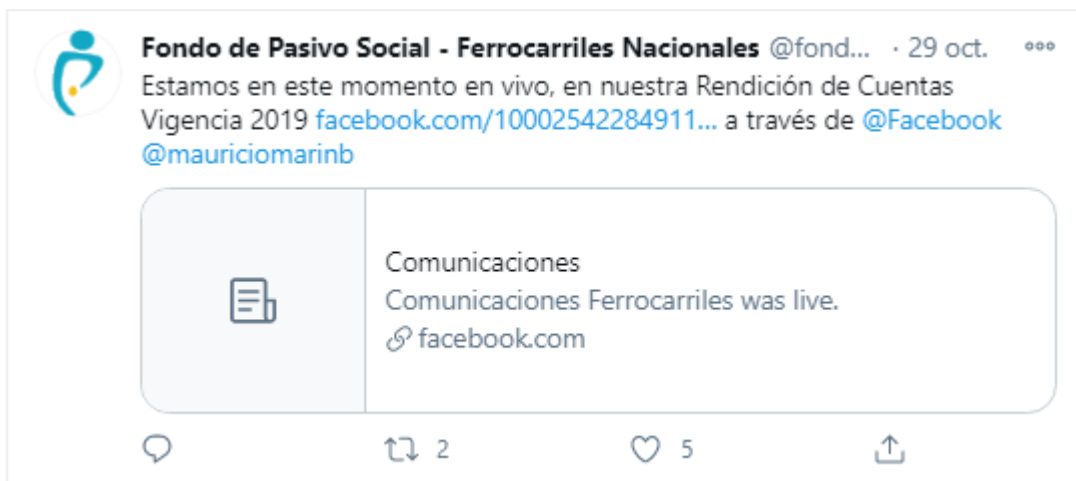 Fondo de Pasivo Social - Ferrocarriles Nacionales @fond... · 29 oct.
Estamos en este momento en vivo, en nuestra Rendición de Cuentas
Vigencia 2019 facebook.com/10002542284911... a través de @Facebook
@mauriciomarinb
Comunicaciones
Comunicaciones Ferrocarriles was live.
facebook.com
2 5